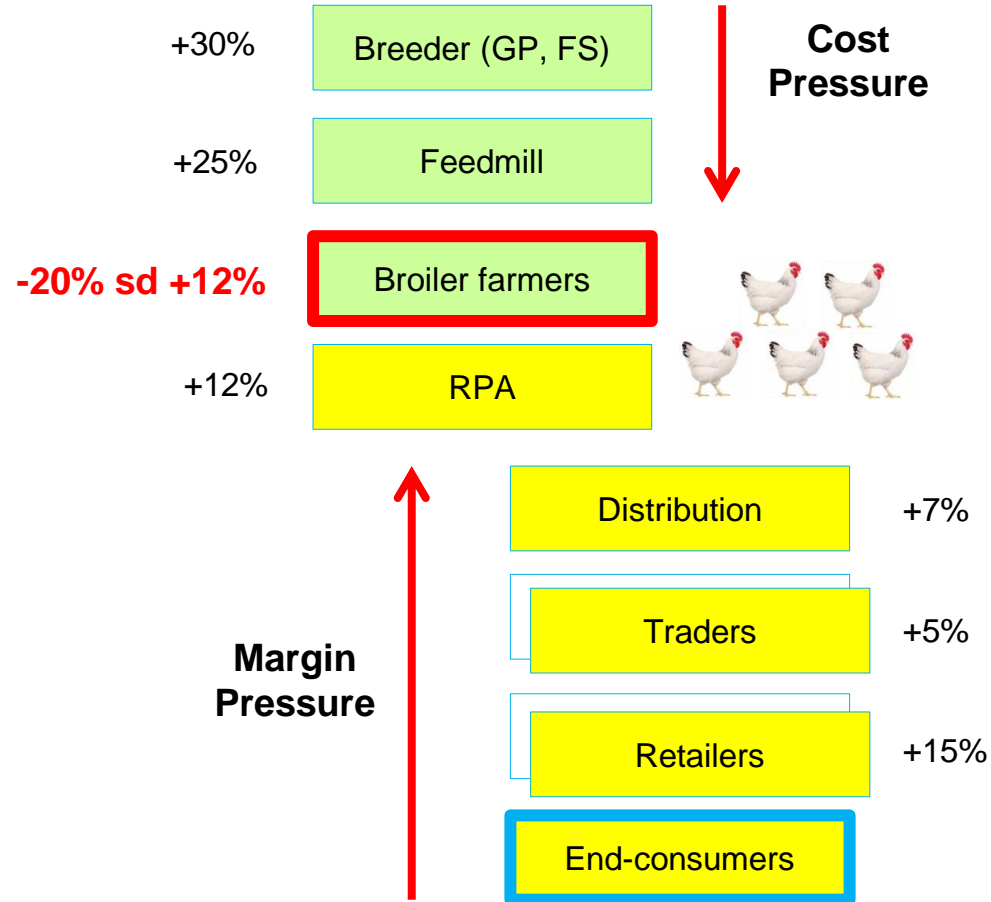 +30%
Breeder (GP, FS)
Cost
Pressure
+25%
Feedmill
-20% sd +12%
Broiler farmers
+12%
RPA
Distribution
+7%
Traders
+5%
Margin
Pressure
Retailers
+15%
End-consumers